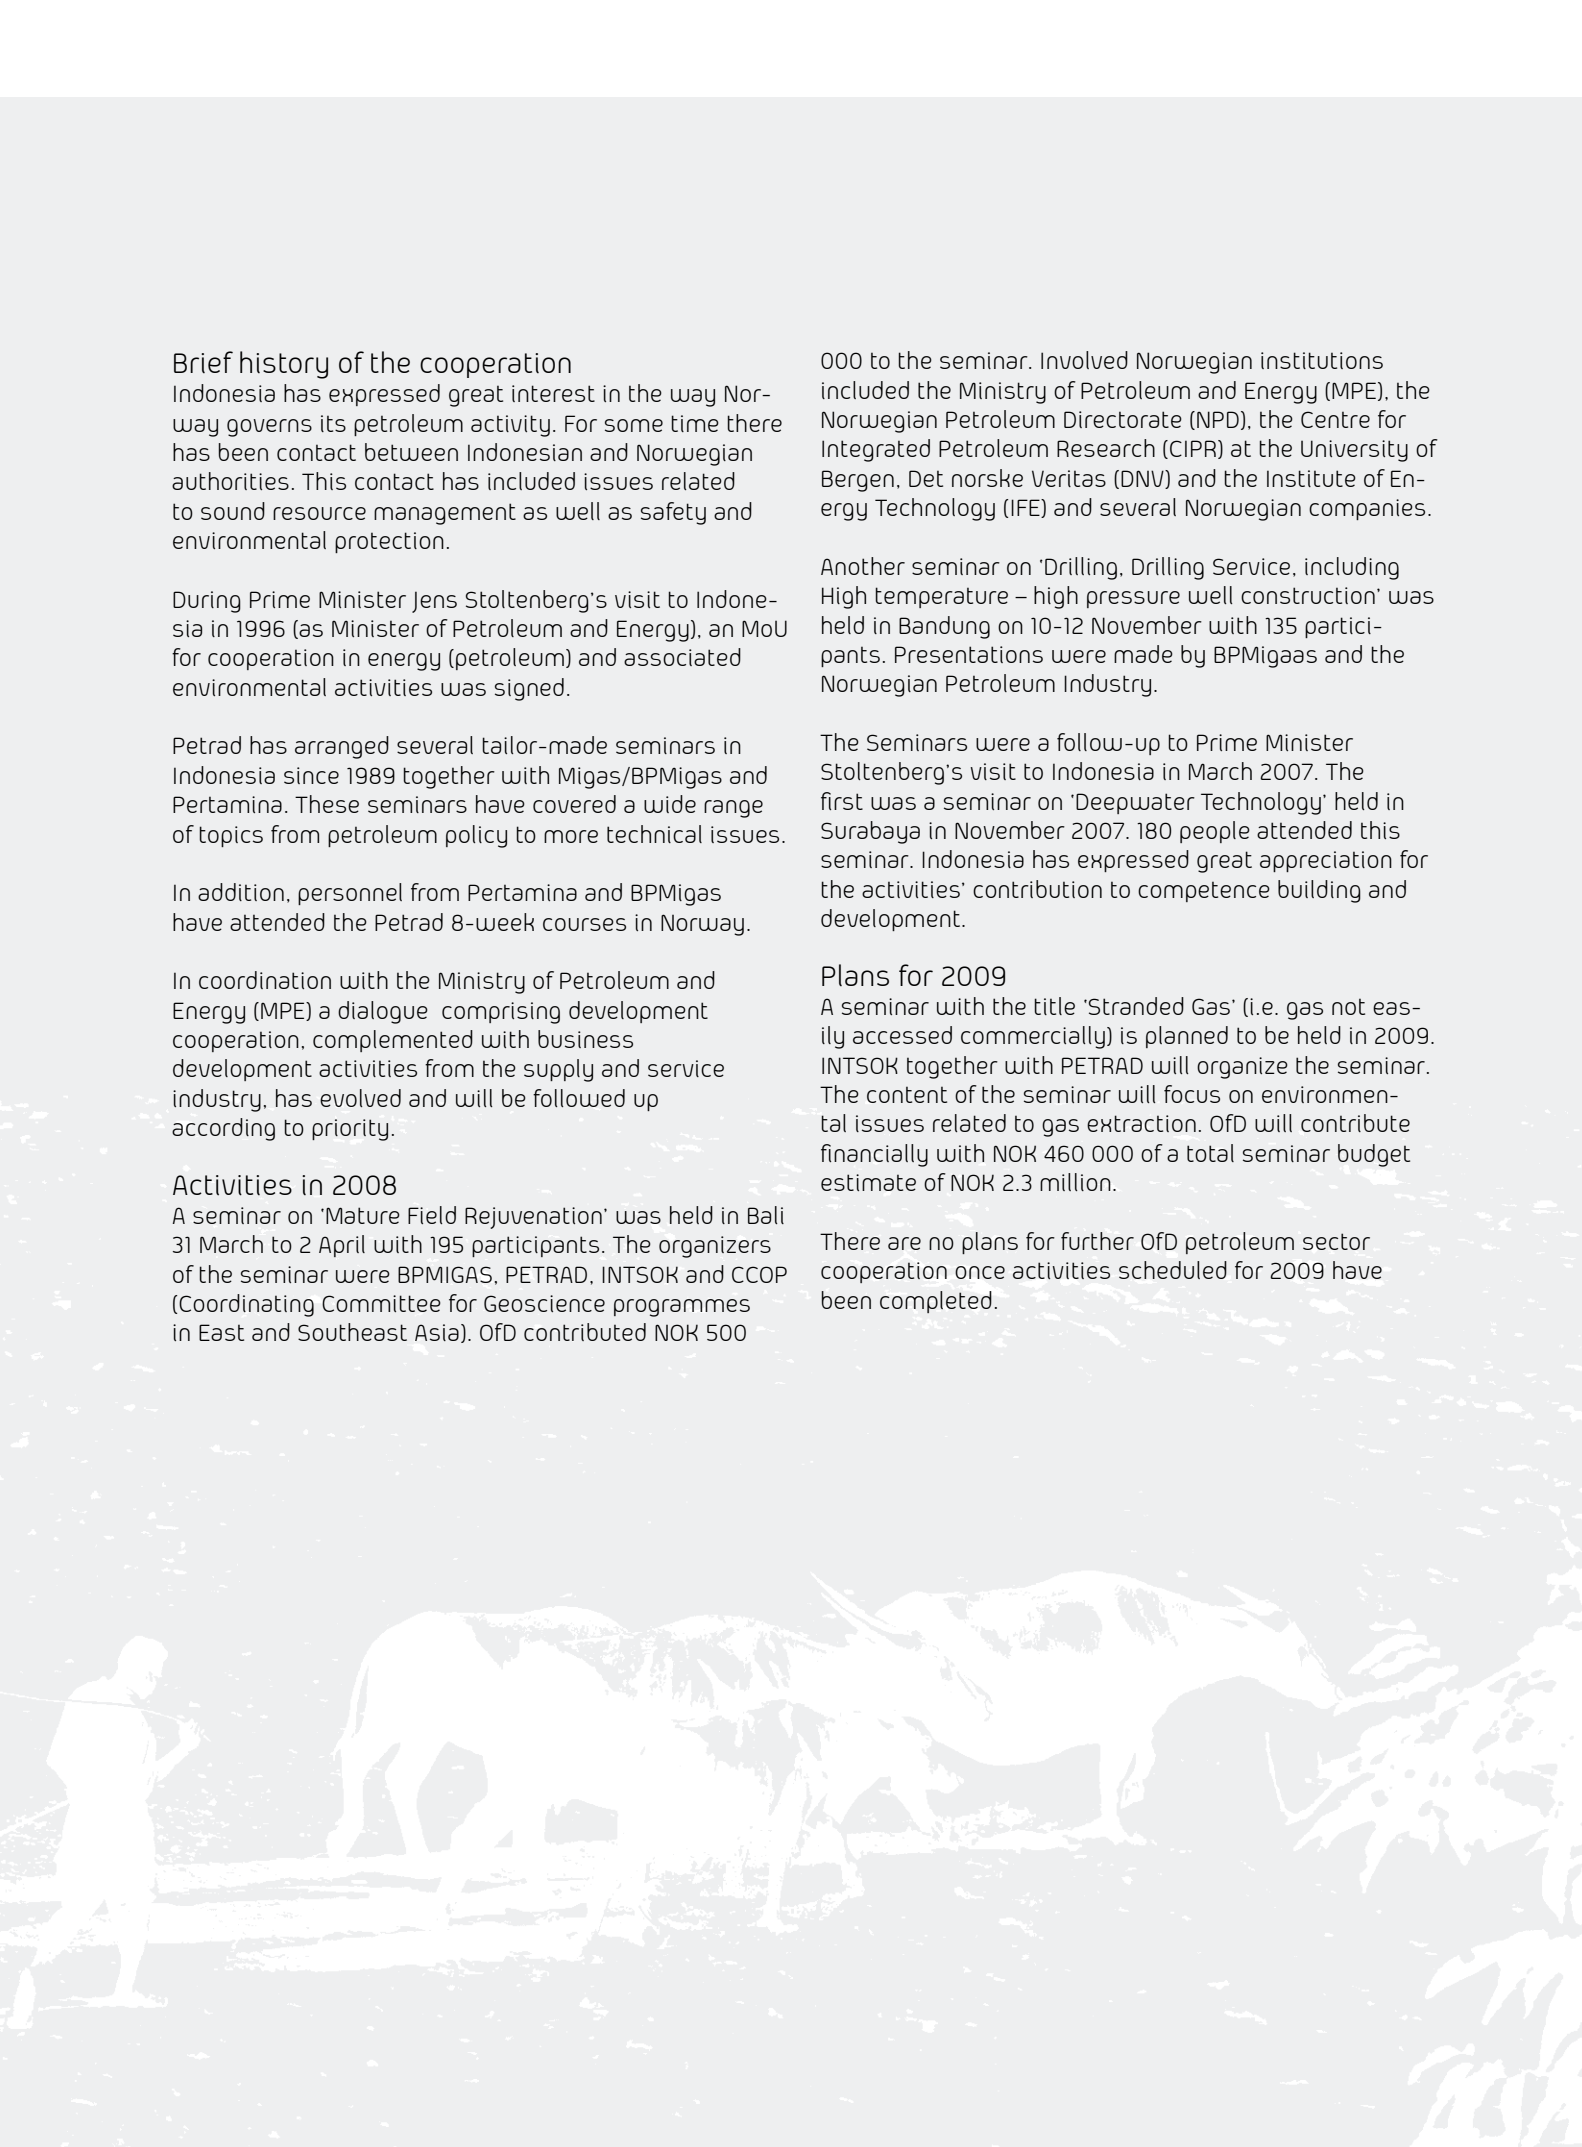 Brief history of the cooperation
Indonesia has expressed great interest in the way Nor-
way governs its petroleum activity. For some time there
has been contact between Indonesian and Norwegian
authorities. This contact has included issues related
to sound resource management as well as safety and
environmental protection.
During Prime Minister Jens Stoltenberg's visit to Indone-
sia in 1996 (as Minister of Petroleum and Energy), an MoU
for cooperation in energy (petroleum) and associated
environmental activities was signed.
Petrad has arranged several tailor-made seminars in
Indonesia since 1989 together with Migas/BPMigas and
Pertamina. These seminars have covered a wide range
of topics from petroleum policy to more technical issues.
In addition, personnel from Pertamina and BPMigas
have attended the Petrad 8-week courses in Norway.
In coordination with the Ministry of Petroleum and
Energy (MPE) a dialogue  comprising development
cooperation, complemented with business
development activities from the supply and service
industry, has evolved and will be followed up
according to priority.
Activities in 2008
A seminar on 'Mature Field Rejuvenation' was held in Bali
31 March to 2 April with 195 participants. The organizers
of the seminar were BPMIGAS, PETRAD, INTSOK and CCOP
(Coordinating Committee for Geoscience programmes
in East and Southeast Asia). OfD contributed NOK 500
000 to the seminar. Involved Norwegian institutions
included the Ministry of Petroleum and Energy (MPE), the
Norwegian Petroleum Directorate (NPD), the Centre for
Integrated Petroleum Research (CIPR) at the University of
Bergen, Det norske Veritas (DNV) and the Institute of En-
ergy Technology (IFE) and several Norwegian companies.
Another seminar on 'Drilling, Drilling Service, including
High temperature – high pressure well construction' was
held in Bandung on 10-12 November with 135 partici-
pants. Presentations were made by BPMigaas and the
Norwegian Petroleum Industry.
The Seminars were a follow-up to Prime Minister
Stoltenberg's visit to Indonesia in March 2007. The
first was a seminar on 'Deepwater Technology' held in
Surabaya in November 2007. 180 people attended this
seminar. Indonesia has expressed great appreciation for
the activities' contribution to competence building and
development.
Plans for 2009
A seminar with the title 'Stranded Gas' (i.e. gas not eas-
ily accessed commercially) is planned to be held in 2009.
INTSOK together with PETRAD will organize the seminar.
The content of the seminar will focus on environmen-
tal issues related to gas extraction. OfD will contribute
financially with NOK 460 000 of a total seminar budget
estimate of NOK 2.3 million.
There are no plans for further OfD petroleum sector
cooperation once activities scheduled for 2009 have
been completed.